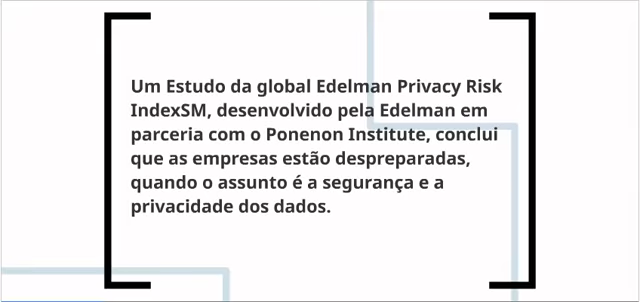 Um Estudo da global Edelman Privacy Risk
IndexSM, desenvolvido pela Edelman em
parceria com o Ponenon Institute, conclui
que as empresas estão despreparadas,
quando o assunto é a segurança e a
privacidade dos dados.